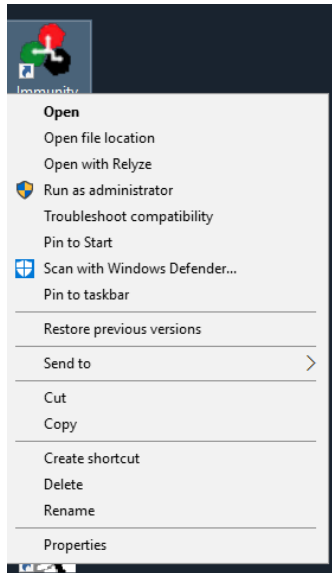 Immunity
Open
Open file location
Open with Relyze
Run as administrator
Troubleshoot compatibility
Pin to Start
Scan with Windows Defender...
Pin to taskbar
Restore previous versions
Send to
Cut
Copy
Create shortcut
Delete
Rename
Properties